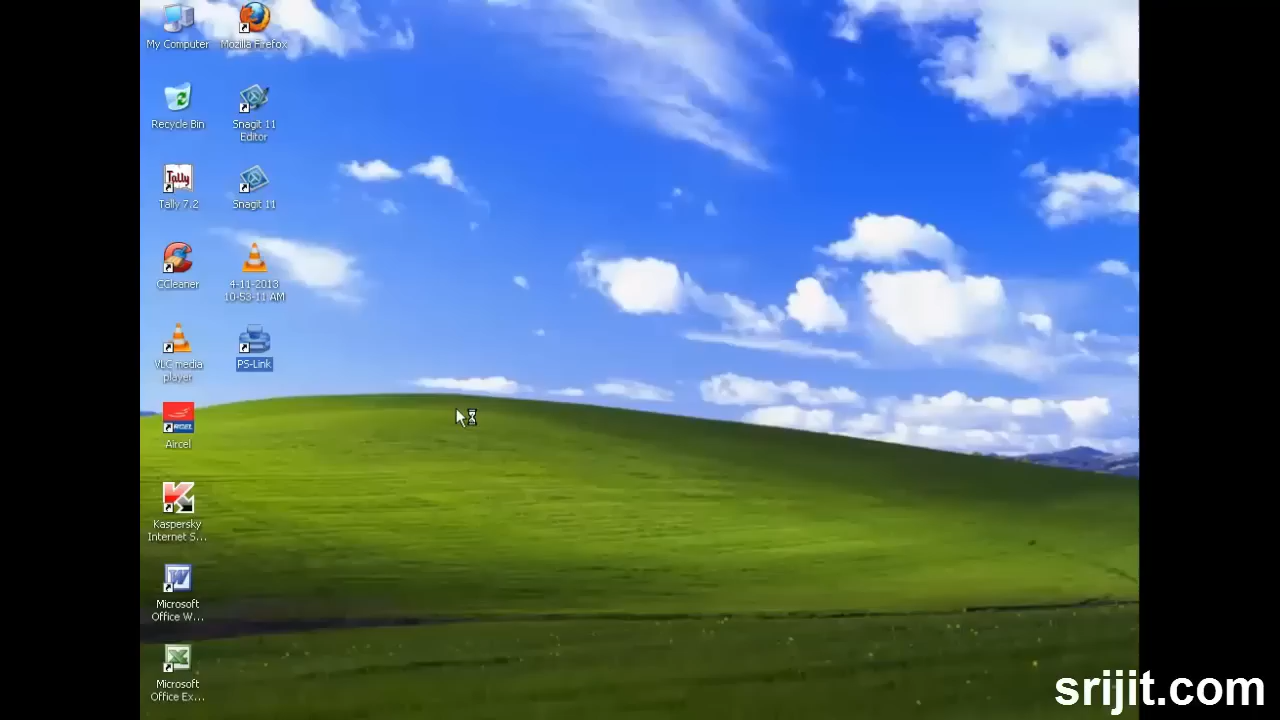 My Computer
Mozilla Firefox
Recycle Bin
Snagit 11
Editor
Tally
Tally 7.2
Snagit 11
CCleaner
4-11-2013
10-53-11 AM
VLC media
player
PS-Link
Aircel
Kaspersky
Internet S...
W
Microsoft
Office W...
Microsoft
Office Ex...
srijit.com